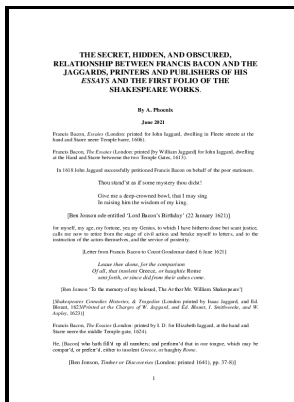 THE SECRET, HIDDEN, AND OBSCURED,
RELATIONSHIP BETWEEN FRANCIS BACON AND THE
JAGGARDS, PRINTERS AND PUBLISHERS OF HIS
ESSAYS AND THE FIRST FOLIO OF THE
SHAKESPEARE WORKS.
By A. Phoenix
June 2021
Francis Bacon, Essaies (London: printed for Iohn Iaggard, dwelling in Fleete streete at the
hand and Starre neere Temple barre, 1606).
Francis Bacon, The Essaies (London: printed [by William Jaggard] for Iohn Iaggard, dwelling
at the Hand and Starre betweene the two Temple Gates, 1613).
In 1618 John Jaggard successfully petitioned Francis Bacon on behalf of the poor stationers.
Thou stand'st as if some mystery thou didst!
Give me a deep-crowned bowl, that I may sing
In raising him the wisdom of my king.
[Ben Jonson ode entitled 'Lord Bacon's Birthday' (22 January 1621)]
for myself, my age, my fortune, yea my Genius, to which I have hitherto done but scant justice,
calls me now to retire from the stage of civil action and betake myself to letters, and to the
instruction of the actors themselves, and the service of posterity.
[Letter from Francis Bacon to Count Gondomar dated 6 June 1621]
Leaue thee alone, for the comparison
Of all, that insolent Greece, or haughtie Rome
sent forth, or since did from their ashes come.
[Ben Jonson 'To the memory of my beloued, The Avthor Mr. William Shakespeare']
[Shakespeares Comedies Histories, & Tragedies (London printed by Isaac Iaggard, and Ed.
Blount, 1623/Printed at the Charges of W. Jaggard, and Ed. Blount, I. Smithweeke, and W.
Aspley, 1623)]
Francis Bacon, The Essaies (London: printed by I. D. for Elizabeth Iaggard, at the hand and
Starre neere the middle Temple gate, 1624).
He, [Bacon] who hath fill'd up all numbers; and perform'd that in our tongue, which may be
compar'd, or preferr'd, either to insolent Greece, or haughty Rome.
[Ben Jonson, Timber or Discoveries (London: printed 1641), pp. 37-8)]
1